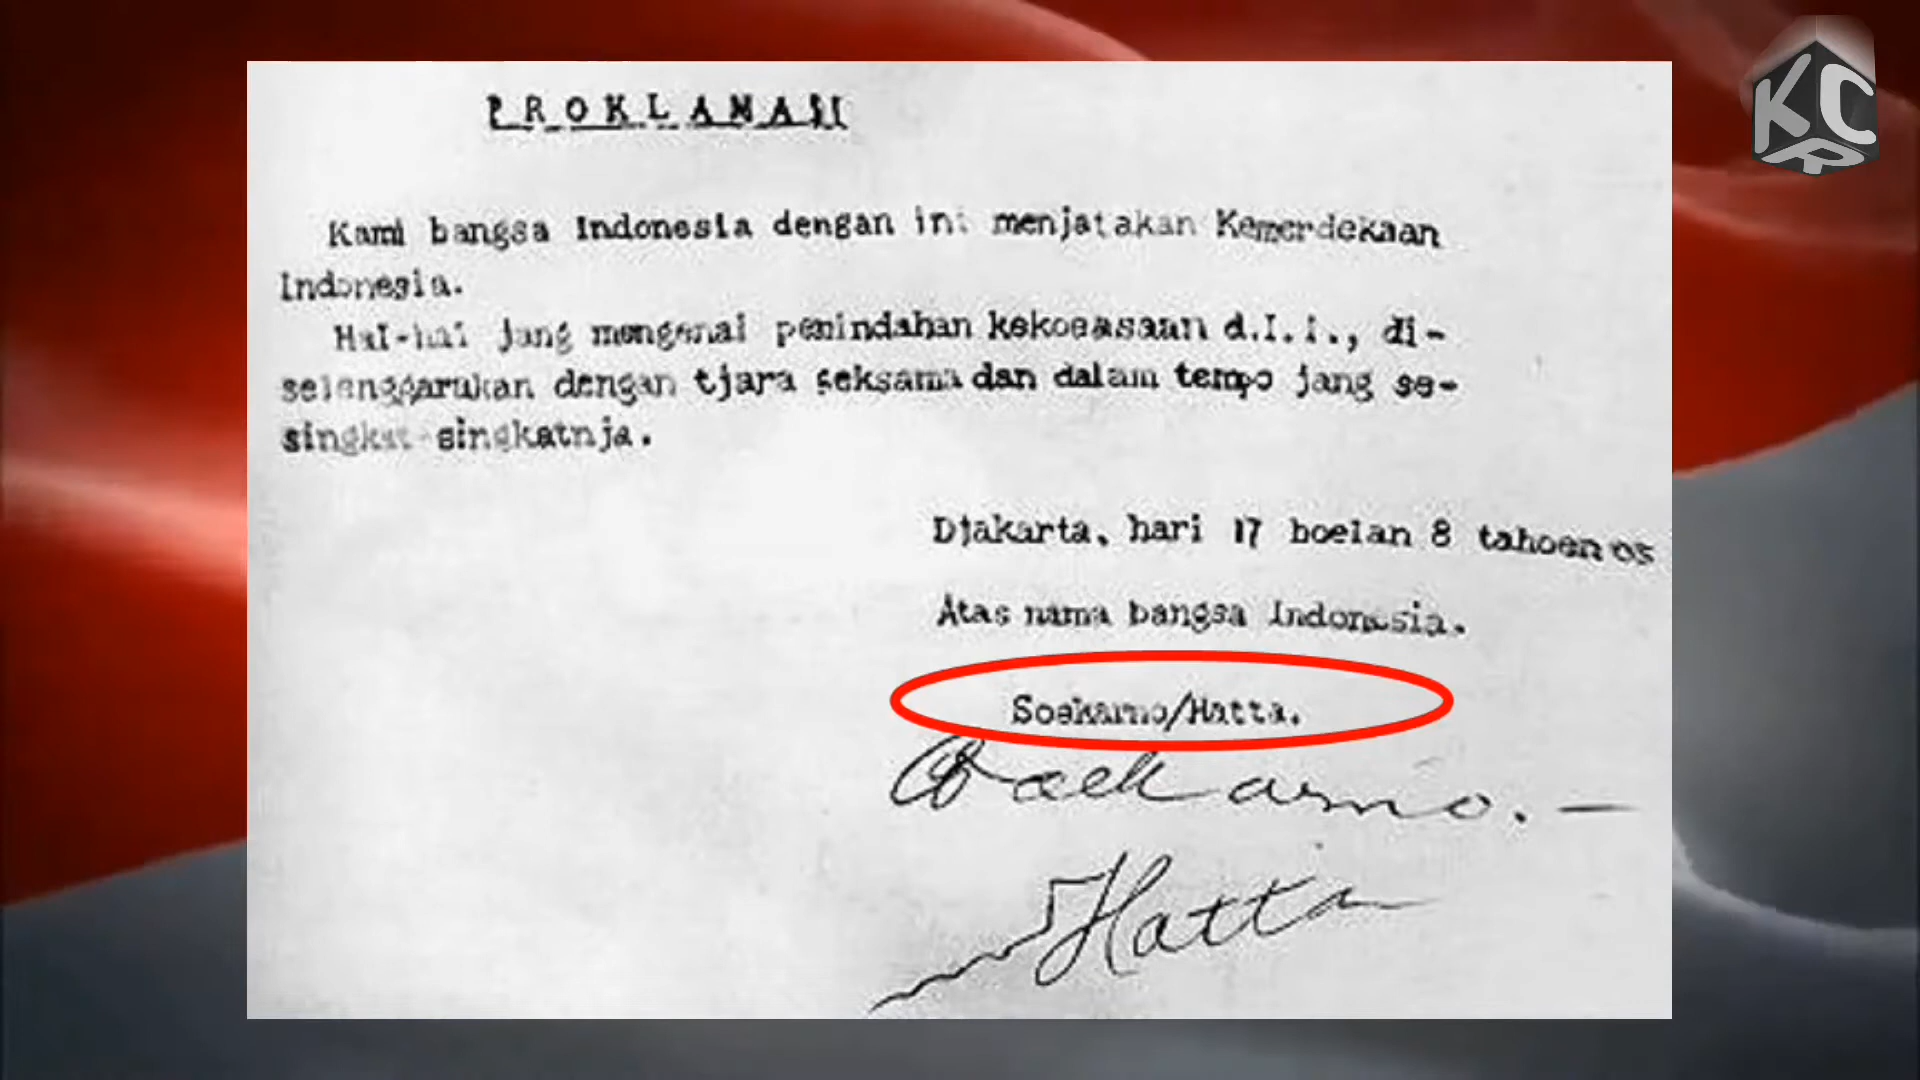 PROKLAMASI
Kami bangsa Indonesia dengan ini menjatakan Kemerdekaan
Indonesia.
Hal-hal jang mengenai pemindahan kekoeasaan d.l.l., di-
selenggarakan dengan tjara seksama dan dalam tempo jang se-
singkat-singkatnja.
Djakarta, hari 17 boelan 8 tahoen 05
Atas nama bangsa Indonesia.
Soekarno/Hatta.
Soekarno.—
Hatta
KCP